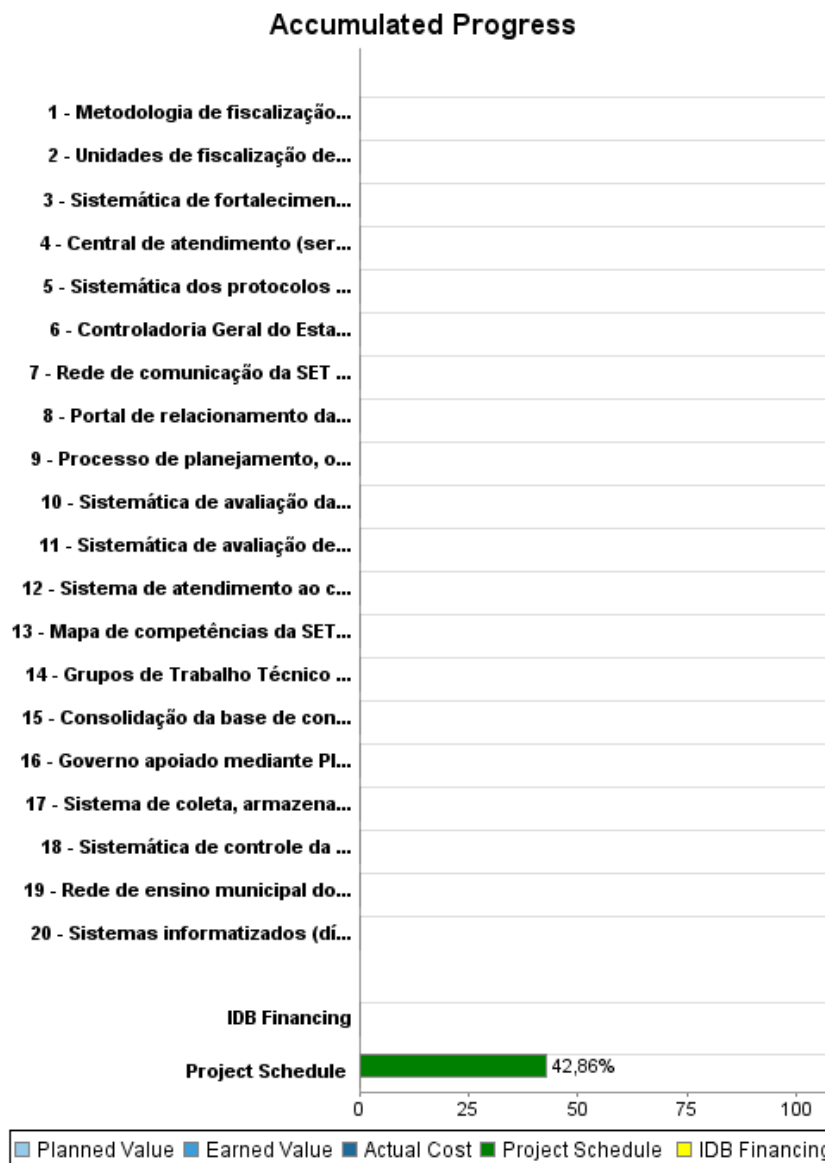 Accumulated Progress
1 - Metodologia de fiscalização...
2 - Unidades de fiscalização de...
3 - Sistemática de fortalecimen...
4 - Central de atendimento (ser...
5 - Sistemática dos protocolos ...
6 - Controladoria Geral do Esta...
7 - Rede de comunicação da SET ...
8 - Portal de relacionamento da...
9 - Processo de planejamento, o...
10 - Sistemática de avaliação da...
11 - Sistemática de avaliação de...
12 - Sistema de atendimento ao c...
13 - Mapa de competências da SET...
14 - Grupos de Trabalho Técnico ...
15 - Consolidação da base de con...
16 - Governo apoiado mediante Pl...
17 - Sistema de coleta, armazena...
18 - Sistemática de controle da ...
19 - Rede de ensino municipal do...
20 - Sistemas informatizados (dí...
IDB Financing
Project Schedule 42,86%
0 25 50 75 100
Planned Value Earned Value Actual Cost Project Schedule IDB Financing